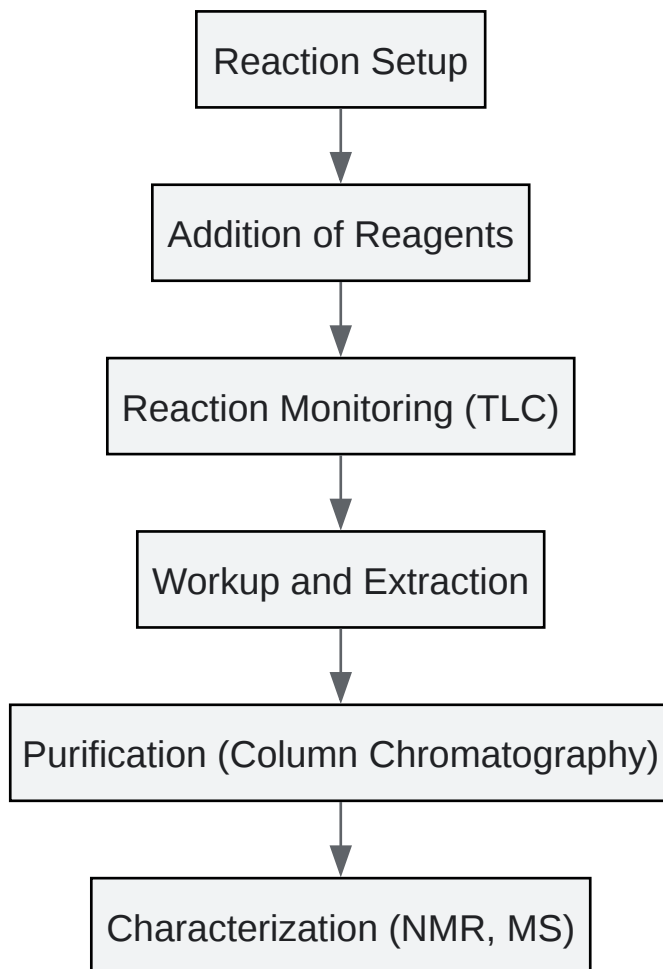 Reaction Setup
Addition of Reagents
Reaction Monitoring (TLC)
Workup and Extraction
Purification (Column Chromatography)
Characterization (NMR, MS)